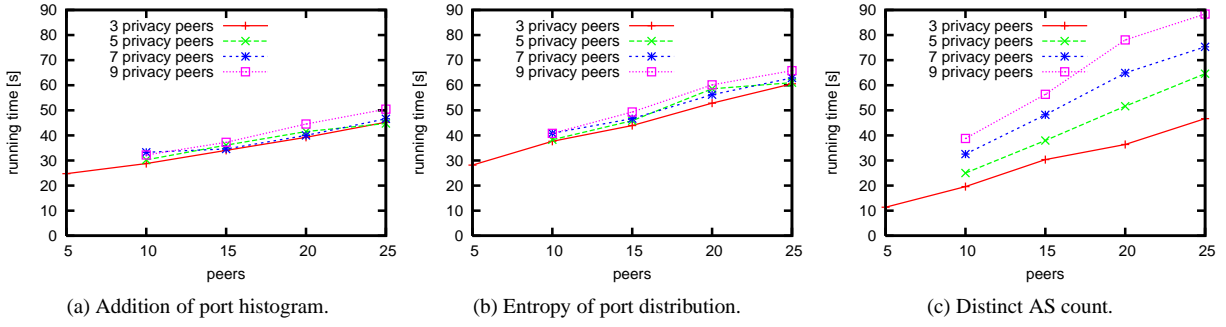 90
80
70
60
50
40
30
20
10
0
running time [s]
3 privacy peers
5 privacy peers
7 privacy peers
9 privacy peers
5 10 15 20 25
peers
(a) Addition of port histogram.
90
80
70
60
50
40
30
20
10
0
running time [s]
3 privacy peers
5 privacy peers
7 privacy peers
9 privacy peers
5 10 15 20 25
peers
(b) Entropy of port distribution.
90
80
70
60
50
40
30
20
10
0
running time [s]
3 privacy peers
5 privacy peers
7 privacy peers
9 privacy peers
5 10 15 20 25
peers
(c) Distinct AS count.